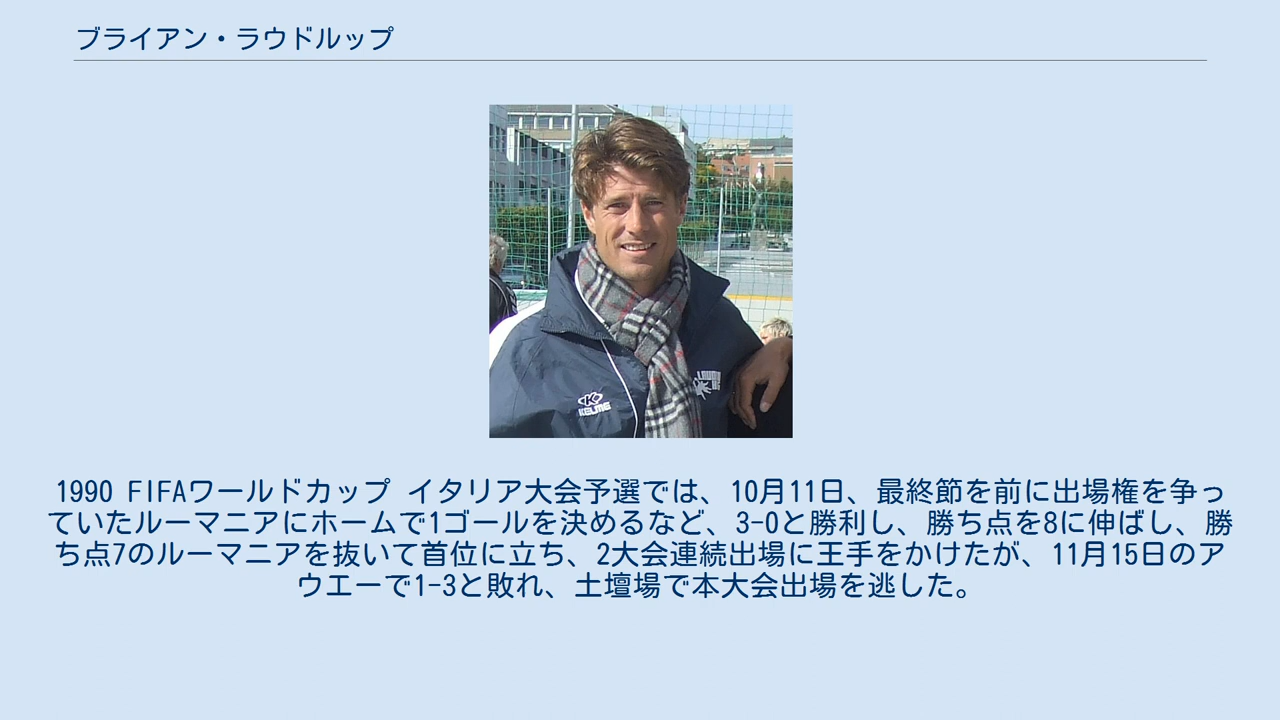 ブライアン・ラウドルップ
KELME
1990 FIFAワールドカップ イタリア大会予選では、10月11日、最終節を前に出場権を争っ
ていたルーマニアにホームで1ゴールを決めるなど、3-0と勝利し、勝ち点を8に伸ばし、勝
ち点7のルーマニアを抜いて首位に立ち、2大会連続出場に王手をかけたが、11月15日のア
ウエーで1-3と敗れ、土壇場で本大会出場を逃した。